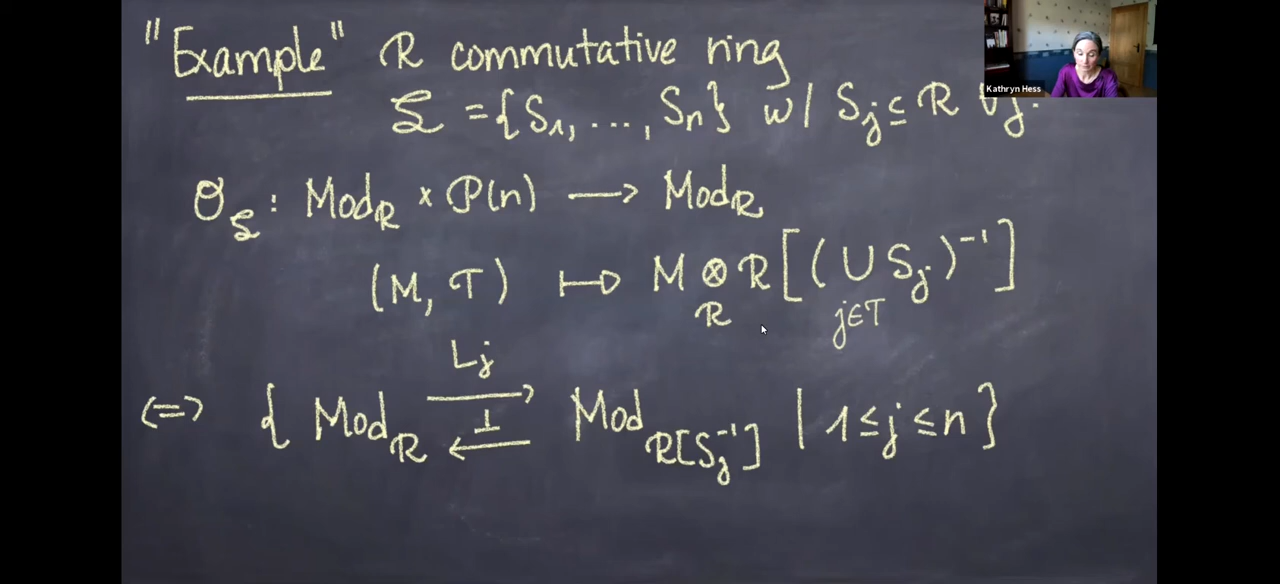 "Example" R commutative ring
𝒮 = {S₁, ..., Sₙ} w/ Sⱼ ⊆ R ∀j.
Kathryn Hess
Θ_𝒮 : Mod_R × P(n) ⟶ Mod_R
(M, T) ⟼ M ⊗_R R[(∪_{j∈T} Sⱼ)⁻¹]
Lⱼ
⟺ { Mod_R ⇄ ⊥ Mod_{R[Sⱼ⁻¹]} | 1 ≤ j ≤ n }